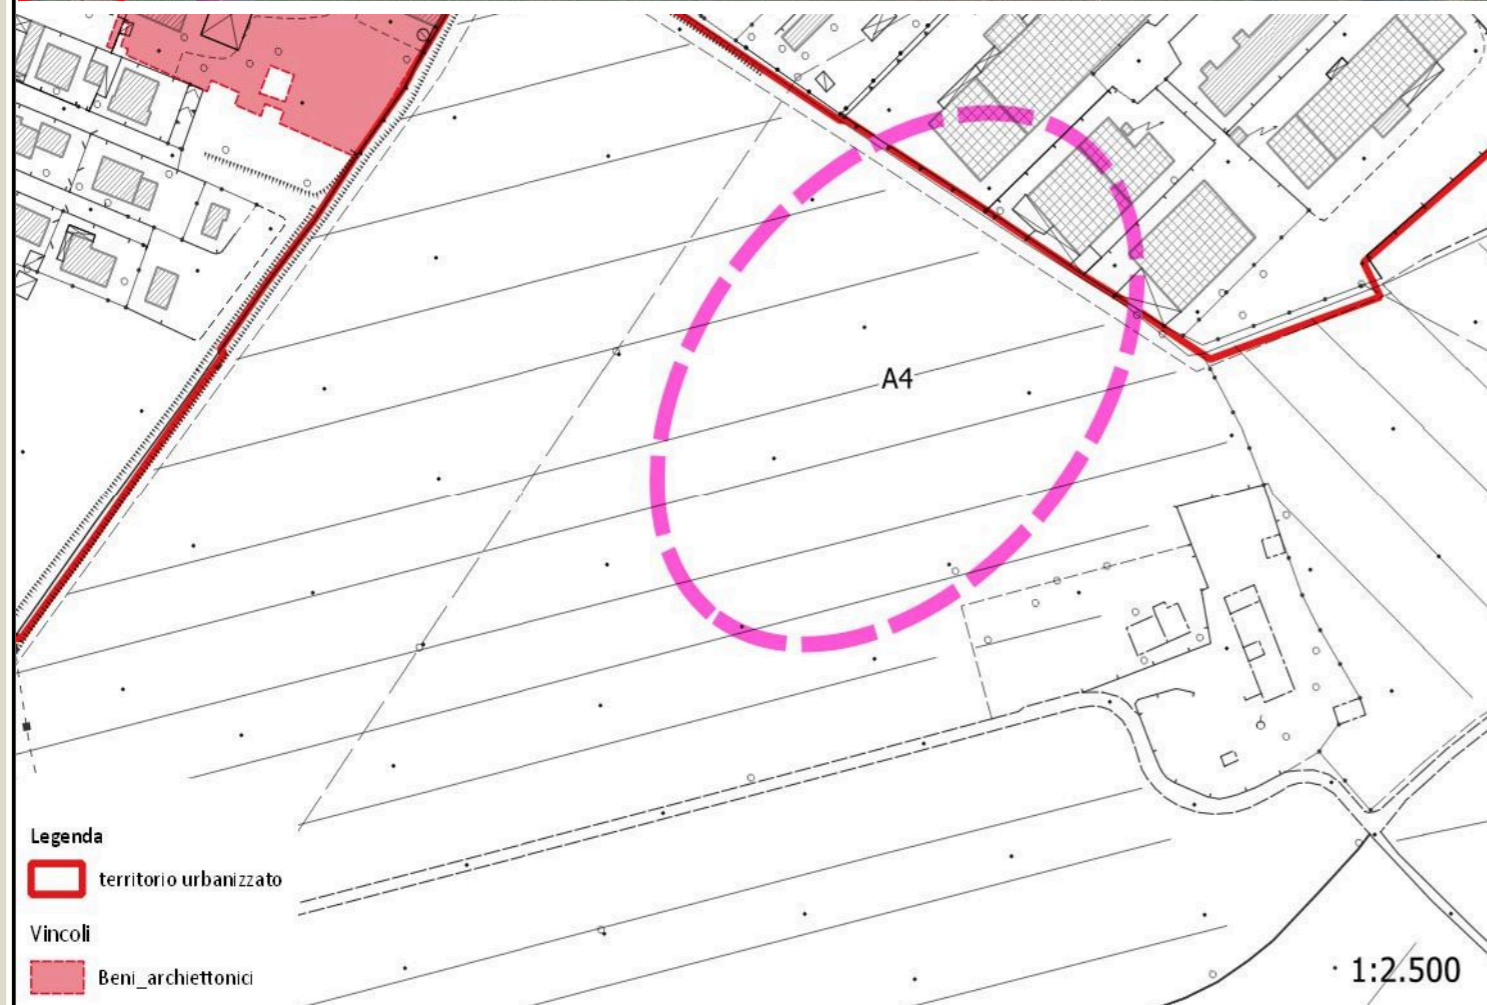 A4
Legenda
territorio urbanizzato
Vincoli
Beni_archiettonici
1:2.500